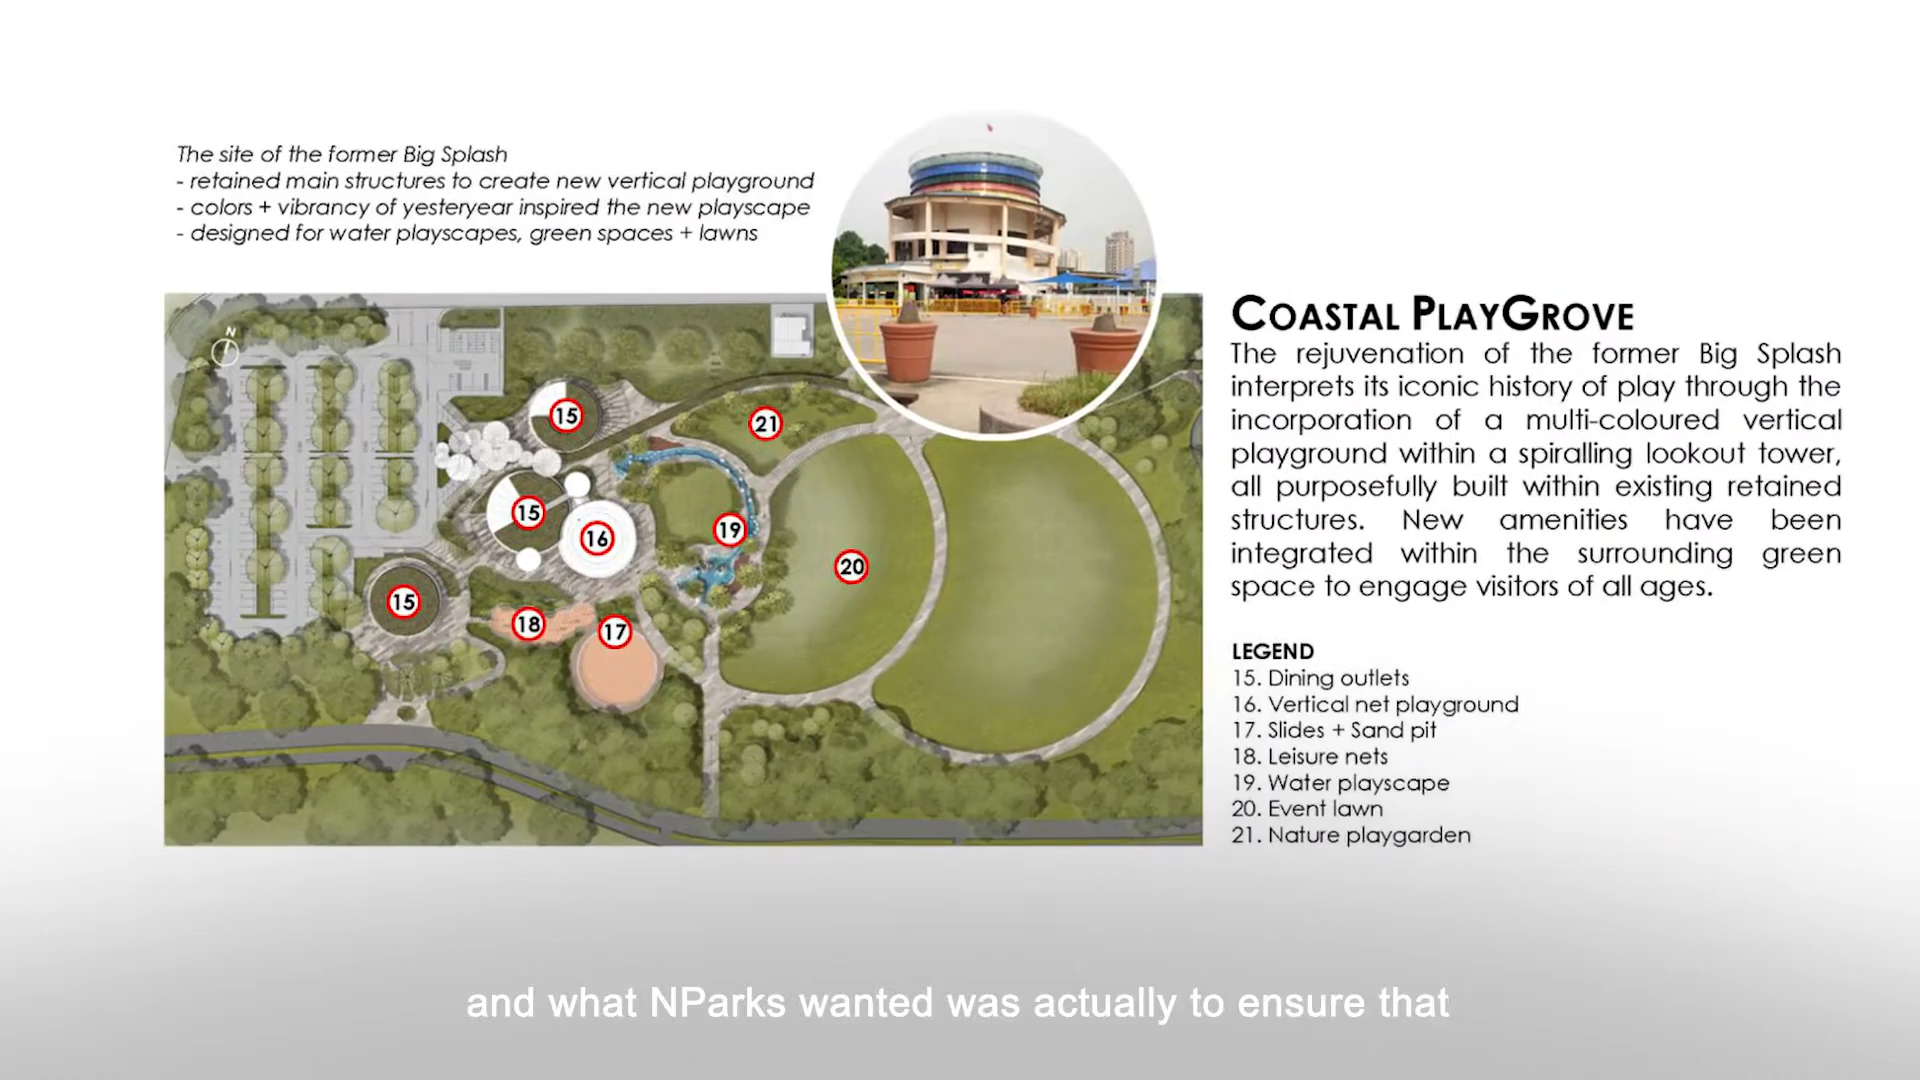 The site of the former Big Splash
- retained main structures to create new vertical playground
- colors + vibrancy of yesteryear inspired the new playscape
- designed for water playscapes, green spaces + lawns
N
15
21
15
16
19
20
15
18
17
COASTAL PLAYGROVE
The rejuvenation of the former Big Splash
interprets its iconic history of play through the
incorporation of a multi-coloured vertical
playground within a spiralling lookout tower,
all purposefully built within existing retained
structures. New amenities have been
integrated within the surrounding green
space to engage visitors of all ages.
LEGEND
15. Dining outlets
16. Vertical net playground
17. Slides + Sand pit
18. Leisure nets
19. Water playscape
20. Event lawn
21. Nature playgarden
and what NParks wanted was actually to ensure that